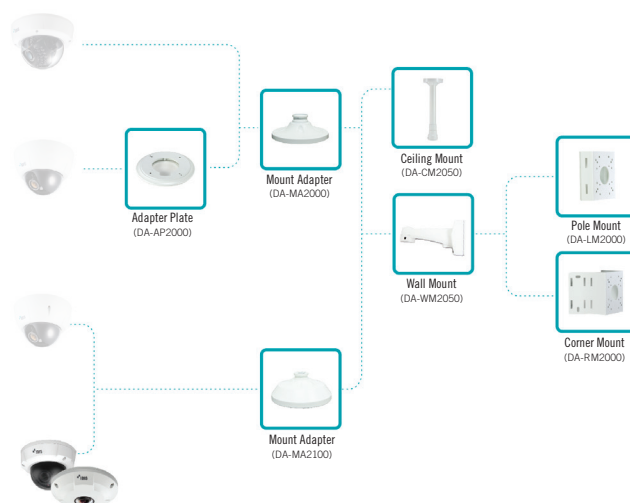 Ceiling Mount
(DA-CM2050)
Mount Adapter
(DA-MA2000)
Adapter Plate
(DA-AP2000)
Pole Mount
(DA-LM2000)
Wall Mount
(DA-WM2050)
Corner Mount
(DA-RM2000)
Mount Adapter
(DA-MA2100)